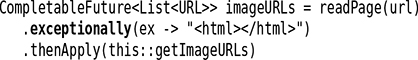 CompletableFuture<List<URL>> imageURLs = readPage(url)
.exceptionally(ex -> "<html></html>")
.thenApply(this::getImageURLs)